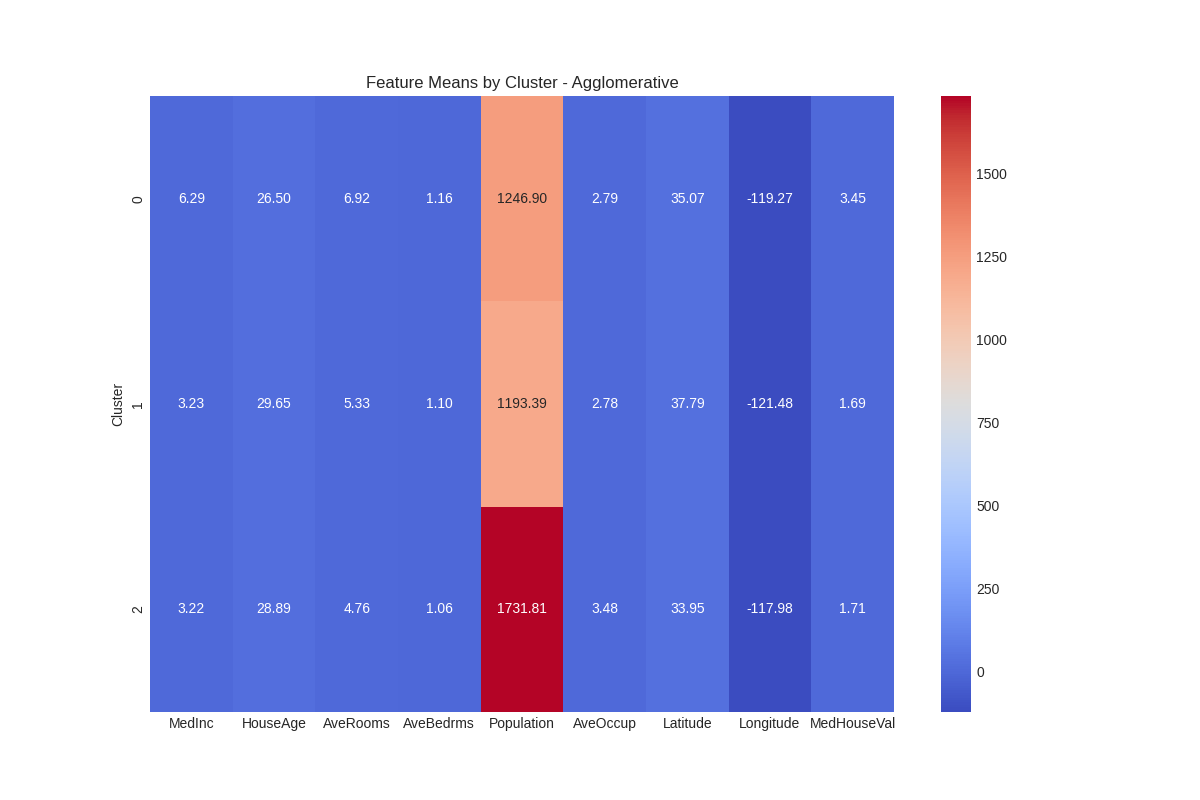 Feature Means by Cluster - Agglomerative
Cluster
0
6.29 26.50 6.92 1.16 1246.90 2.79 35.07 -119.27 3.45
1
3.23 29.65 5.33 1.10 1193.39 2.78 37.79 -121.48 1.69
2
3.22 28.89 4.76 1.06 1731.81 3.48 33.95 -117.98 1.71
MedInc HouseAge AveRooms AveBedrms Population AveOccup Latitude Longitude MedHouseVal
1500
1250
1000
750
500
250
0